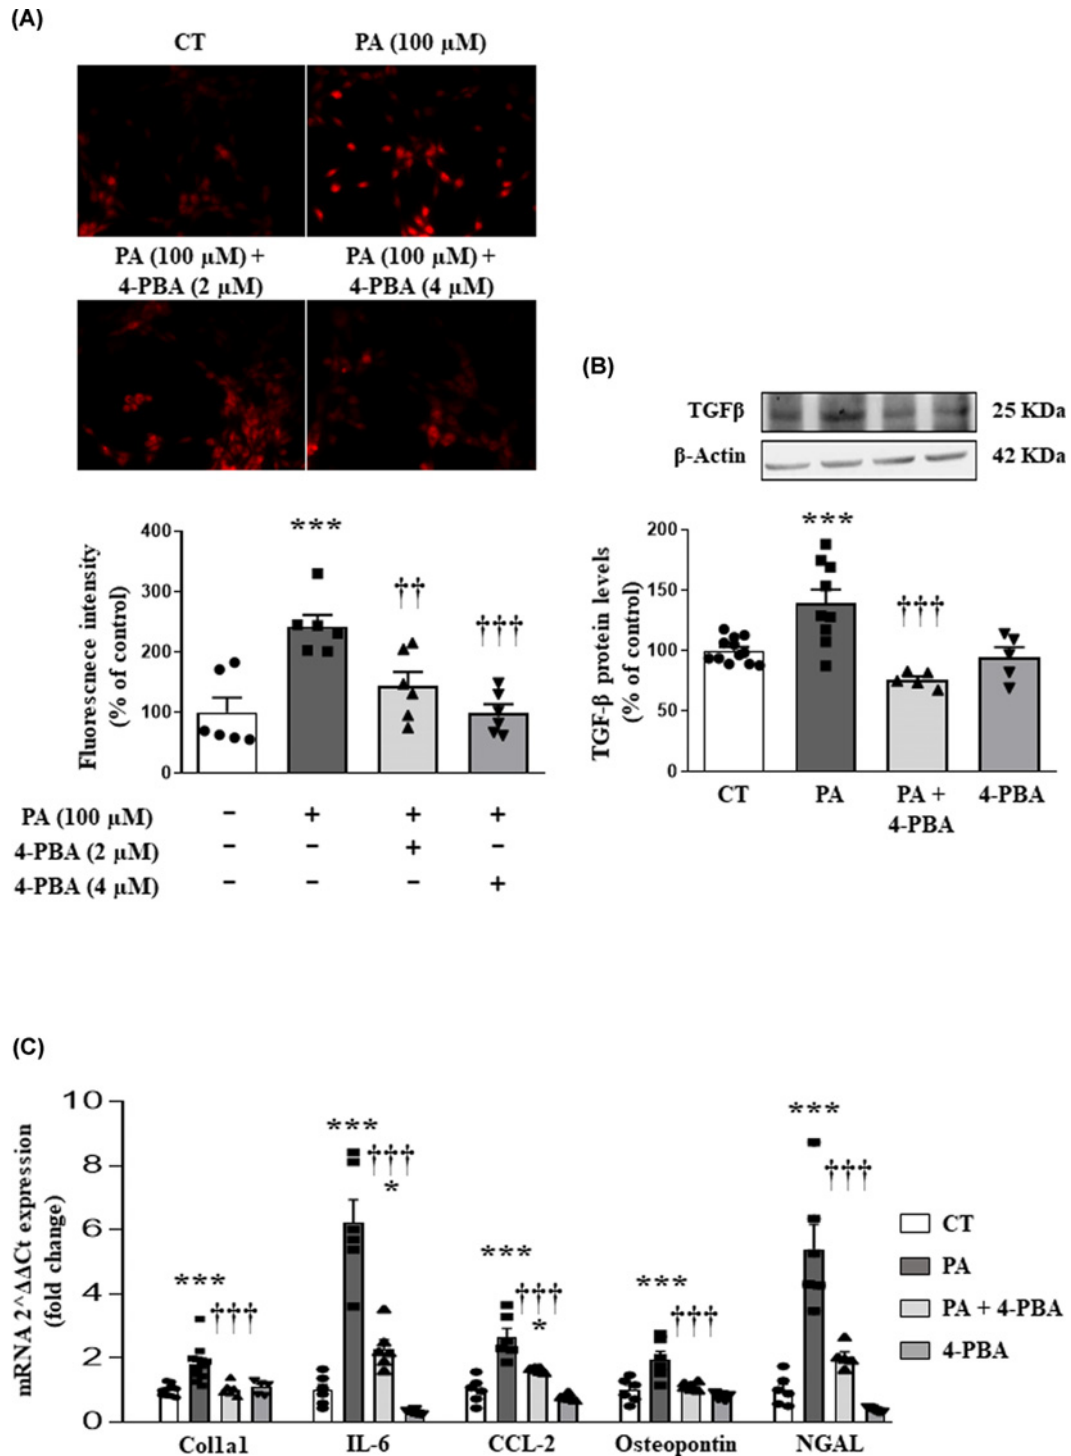 (A)
CT
PA (100 µM)
PA (100 µM) +
4-PBA (2 µM)
PA (100 µM) +
4-PBA (4 µM)
400
300
200
100
0
Fluorescnece intensity
(% of control)
***
††
†††
PA (100 µM) – + + +
4-PBA (2 µM) – – + –
4-PBA (4 µM) – – – +
(B)
TGFβ 25 KDa
β-Actin 42 KDa
200
150
100
50
0
TGF-β protein levels
(% of control)
***
†††
CT PA PA + 4-PBA
4-PBA
(C)
10
8
6
4
2
0
mRNA 2^ΔΔCt expression
(fold change)
***
†††
***
†††
*
***
†††
*
***
†††
***
†††
Col1a1 IL-6 CCL-2 Osteopontin NGAL
CT
PA
PA + 4-PBA
4-PBA